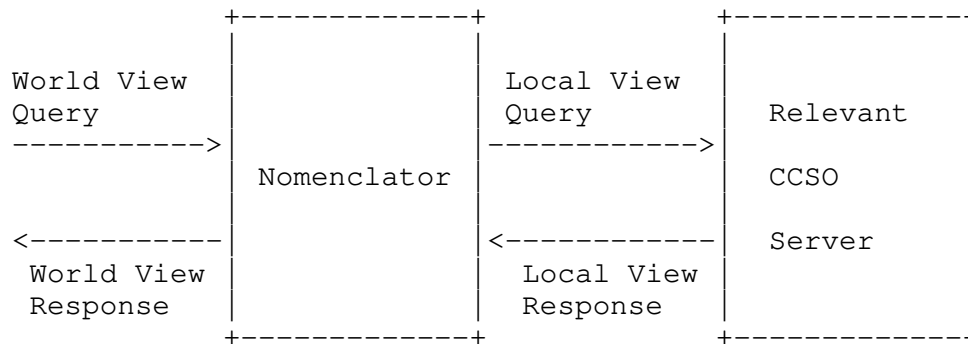 +-------------+              +--------------
             |             |              |
World View   |             | Local View   |
Query        |             | Query        |  Relevant
----------->|             |------------>|
             | Nomenclator |              |  CCSO
             |             |              |
<-----------|             |<------------|  Server
 World View  |             |  Local View  |
 Response    |             |  Response    |
             +-------------+              +--------------